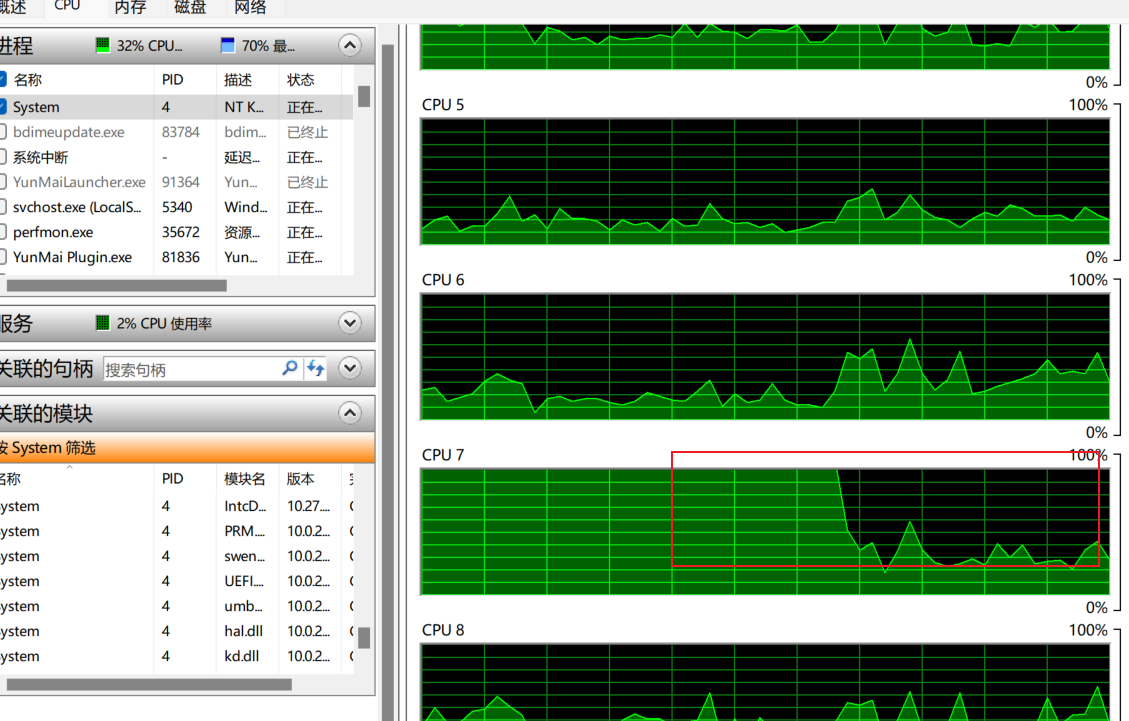 概述 CPU 内存 磁盘 网络
进程 32% CPU... 70% 最...
名称 PID 描述 状态
System 4 NT K... 正在...
bdimeupdate.exe 83784 bdim... 已终止
系统中断 - 延迟... 正在...
YunMaiLauncher.exe 91364 Yun... 已终止
svchost.exe (LocalS... 5340 Wind... 正在...
perfmon.exe 35672 资源... 正在...
YunMai Plugin.exe 81836 Yun... 正在...
服务 2% CPU 使用率
关联的句柄 搜索句柄
关联的模块
按 System 筛选
名称 PID 模块名 版本
System 4 IntcD... 10.27....
System 4 PRM.... 10.0.2...
System 4 swen... 10.0.2...
System 4 UEFI.... 10.0.2...
System 4 umb... 10.0.2...
System 4 hal.dll 10.0.2...
System 4 kd.dll 10.0.2...
0%
CPU 5 100%
0%
CPU 6 100%
0%
CPU 7 100%
0%
CPU 8 100%